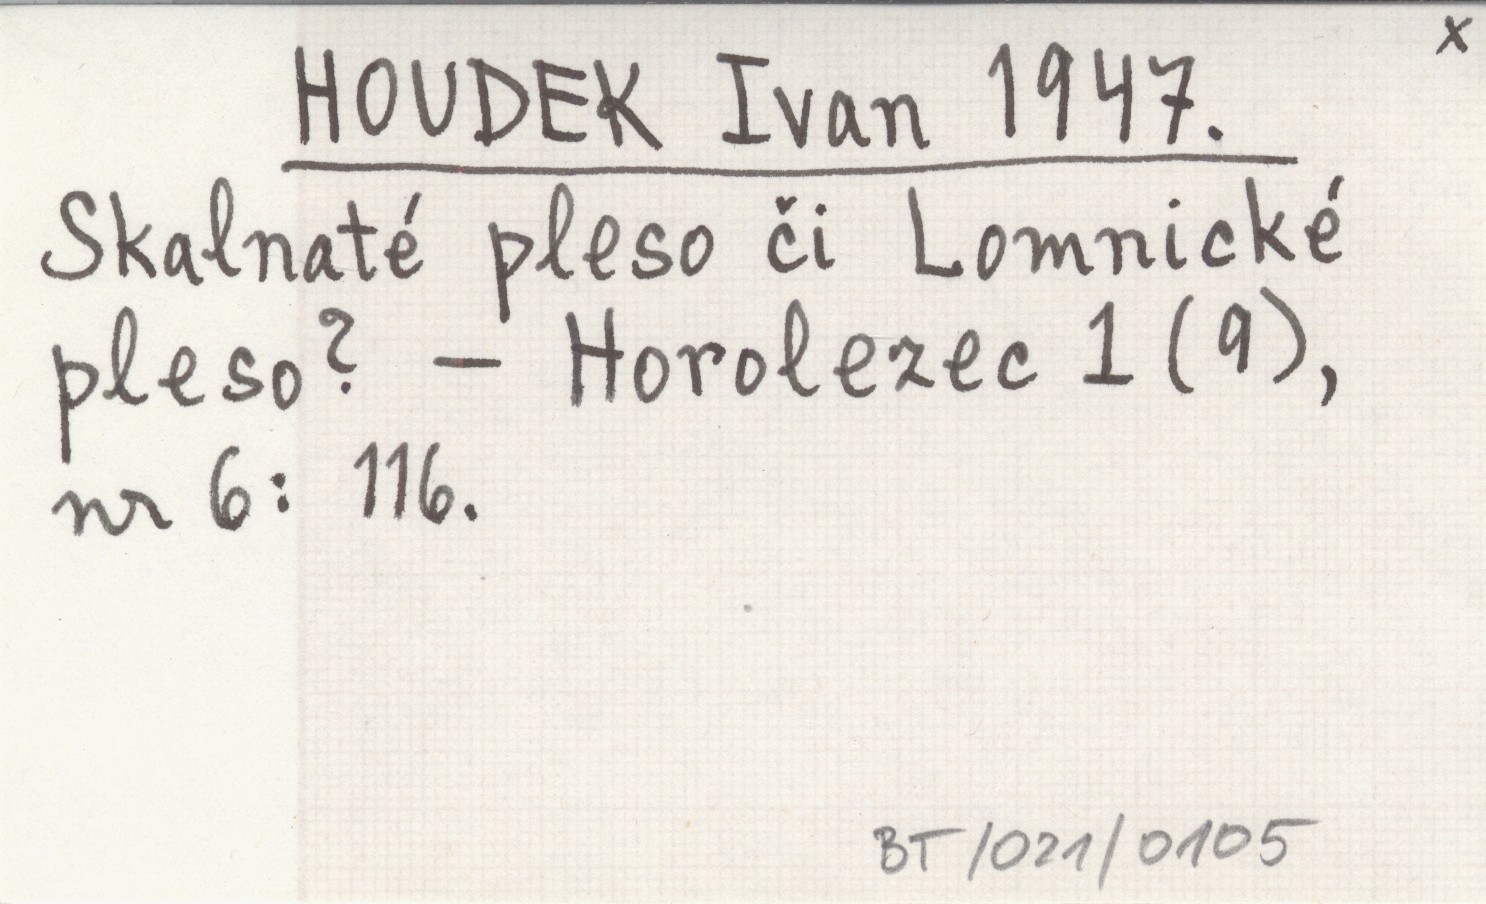 x
HOUDEK Ivan 1947.
Skalnaté pleso či Lomnické
pleso? – Horolezec 1 (9),
nr 6: 116.
BT/021/0105